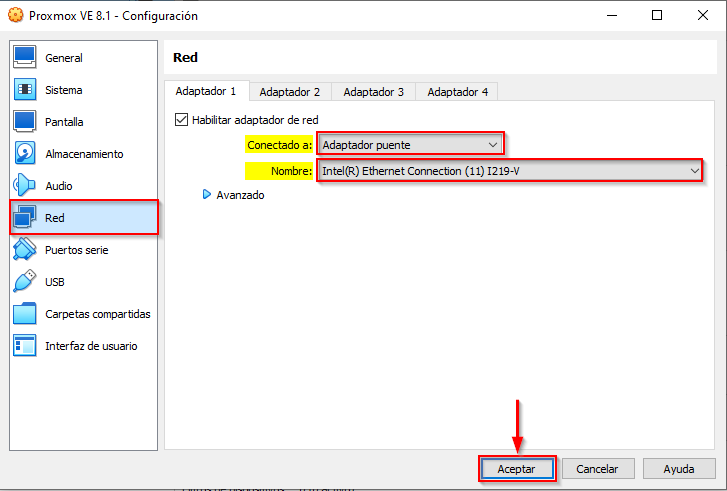 Proxmox VE 8.1 - Configuración
General
Sistema
Pantalla
Almacenamiento
Audio
Red
Puertos serie
USB
Carpetas compartidas
Interfaz de usuario
Red
Adaptador 1 Adaptador 2 Adaptador 3 Adaptador 4
Habilitar adaptador de red
Conectado a: Adaptador puente
Nombre: Intel(R) Ethernet Connection (11) I219-V
Avanzado
Aceptar Cancelar Ayuda